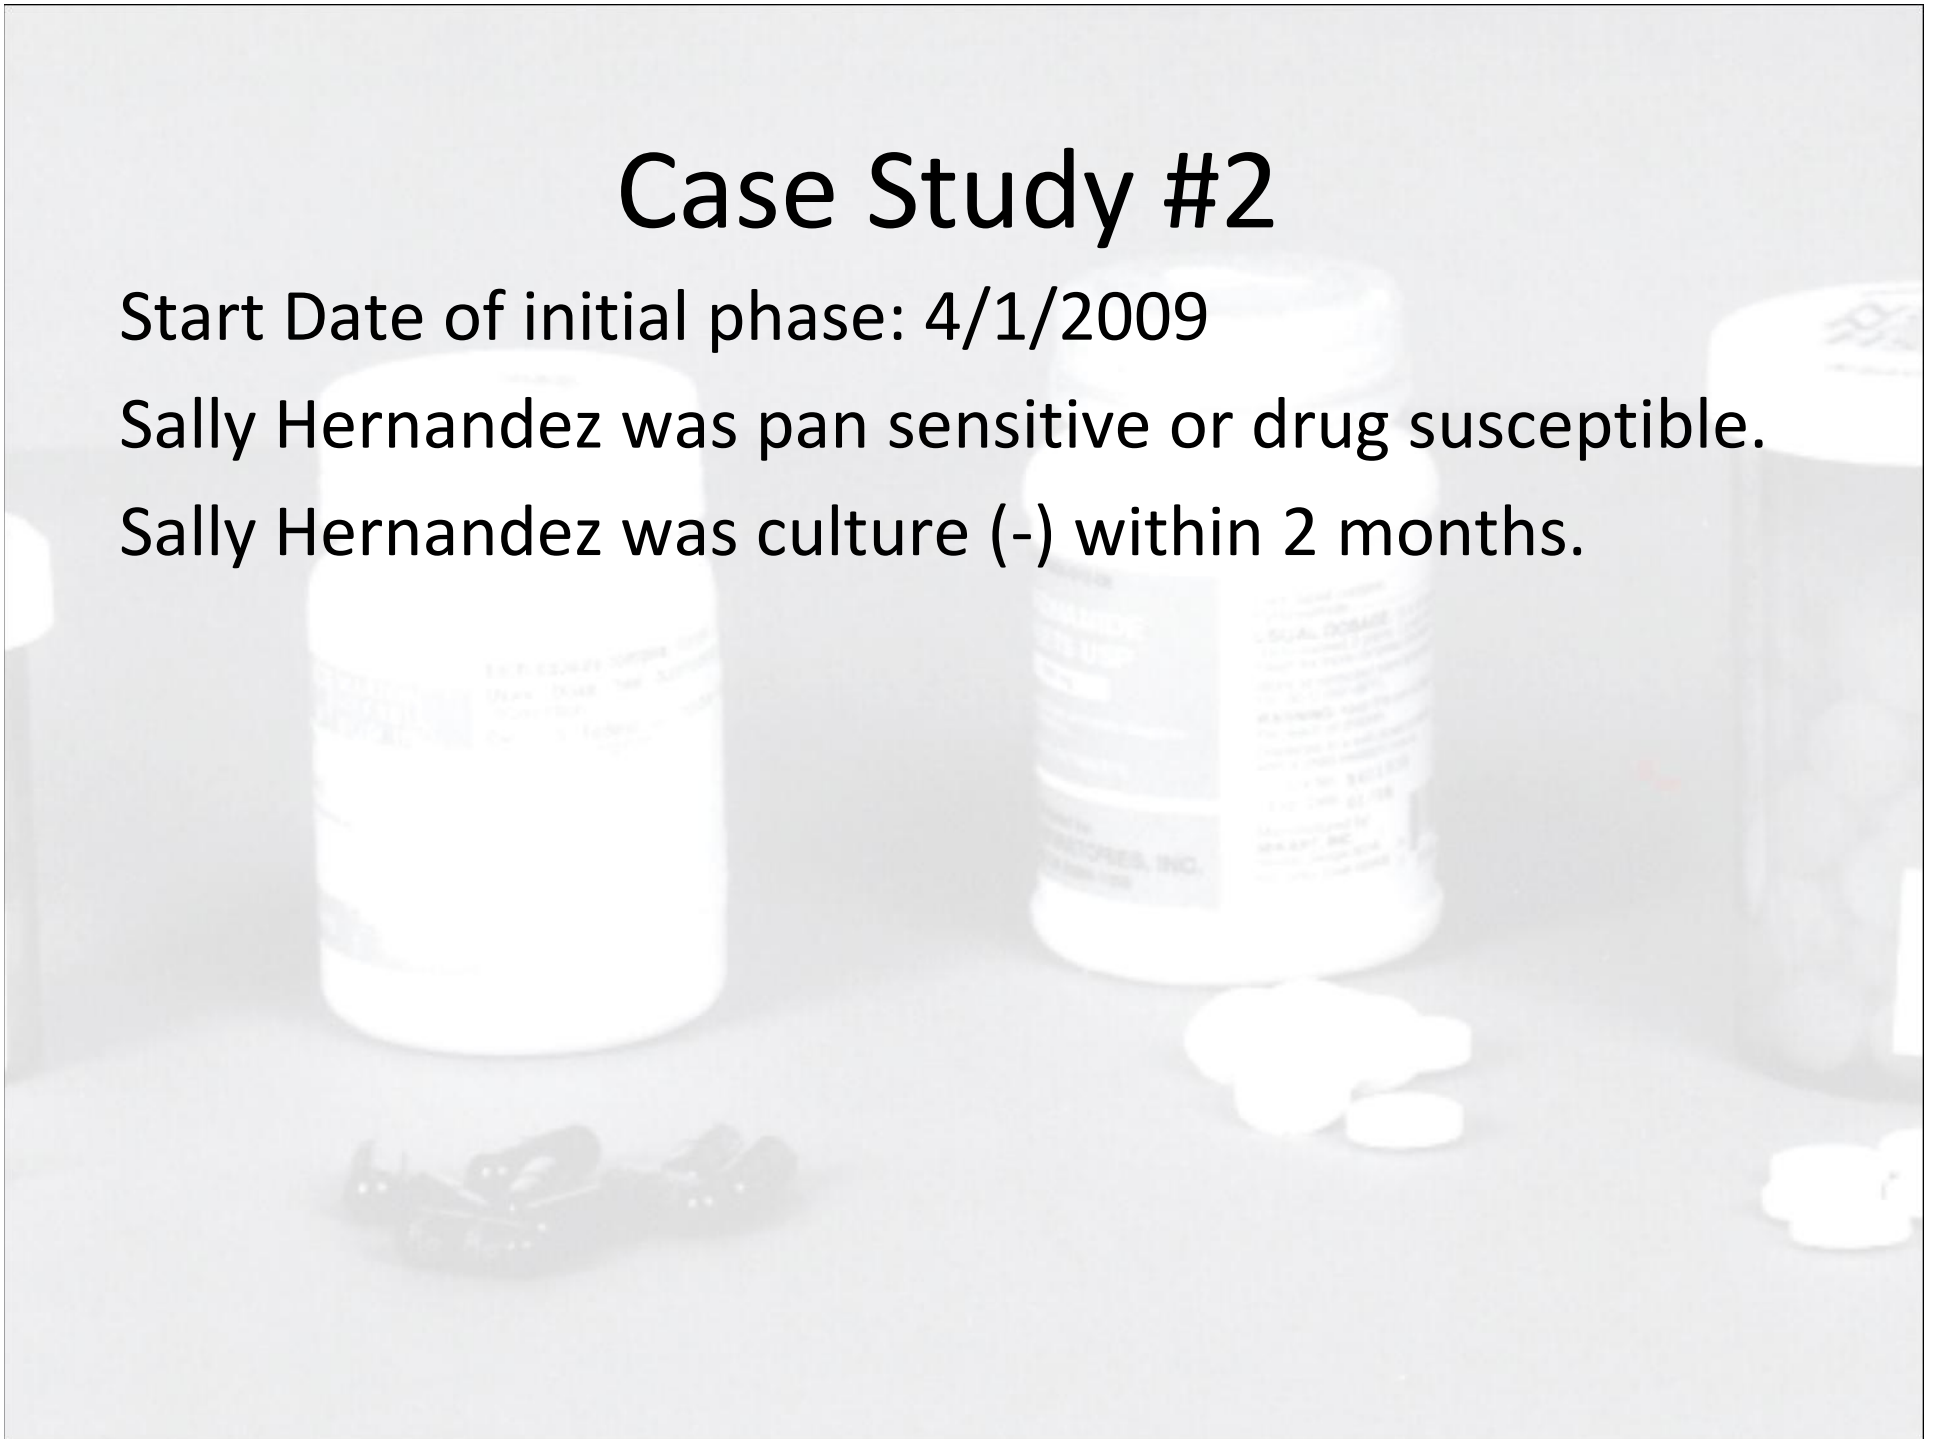 Case Study #2
Start Date of initial phase: 4/1/2009
Sally Hernandez was pan sensitive or drug susceptible.
Sally Hernandez was culture (-) within 2 months.